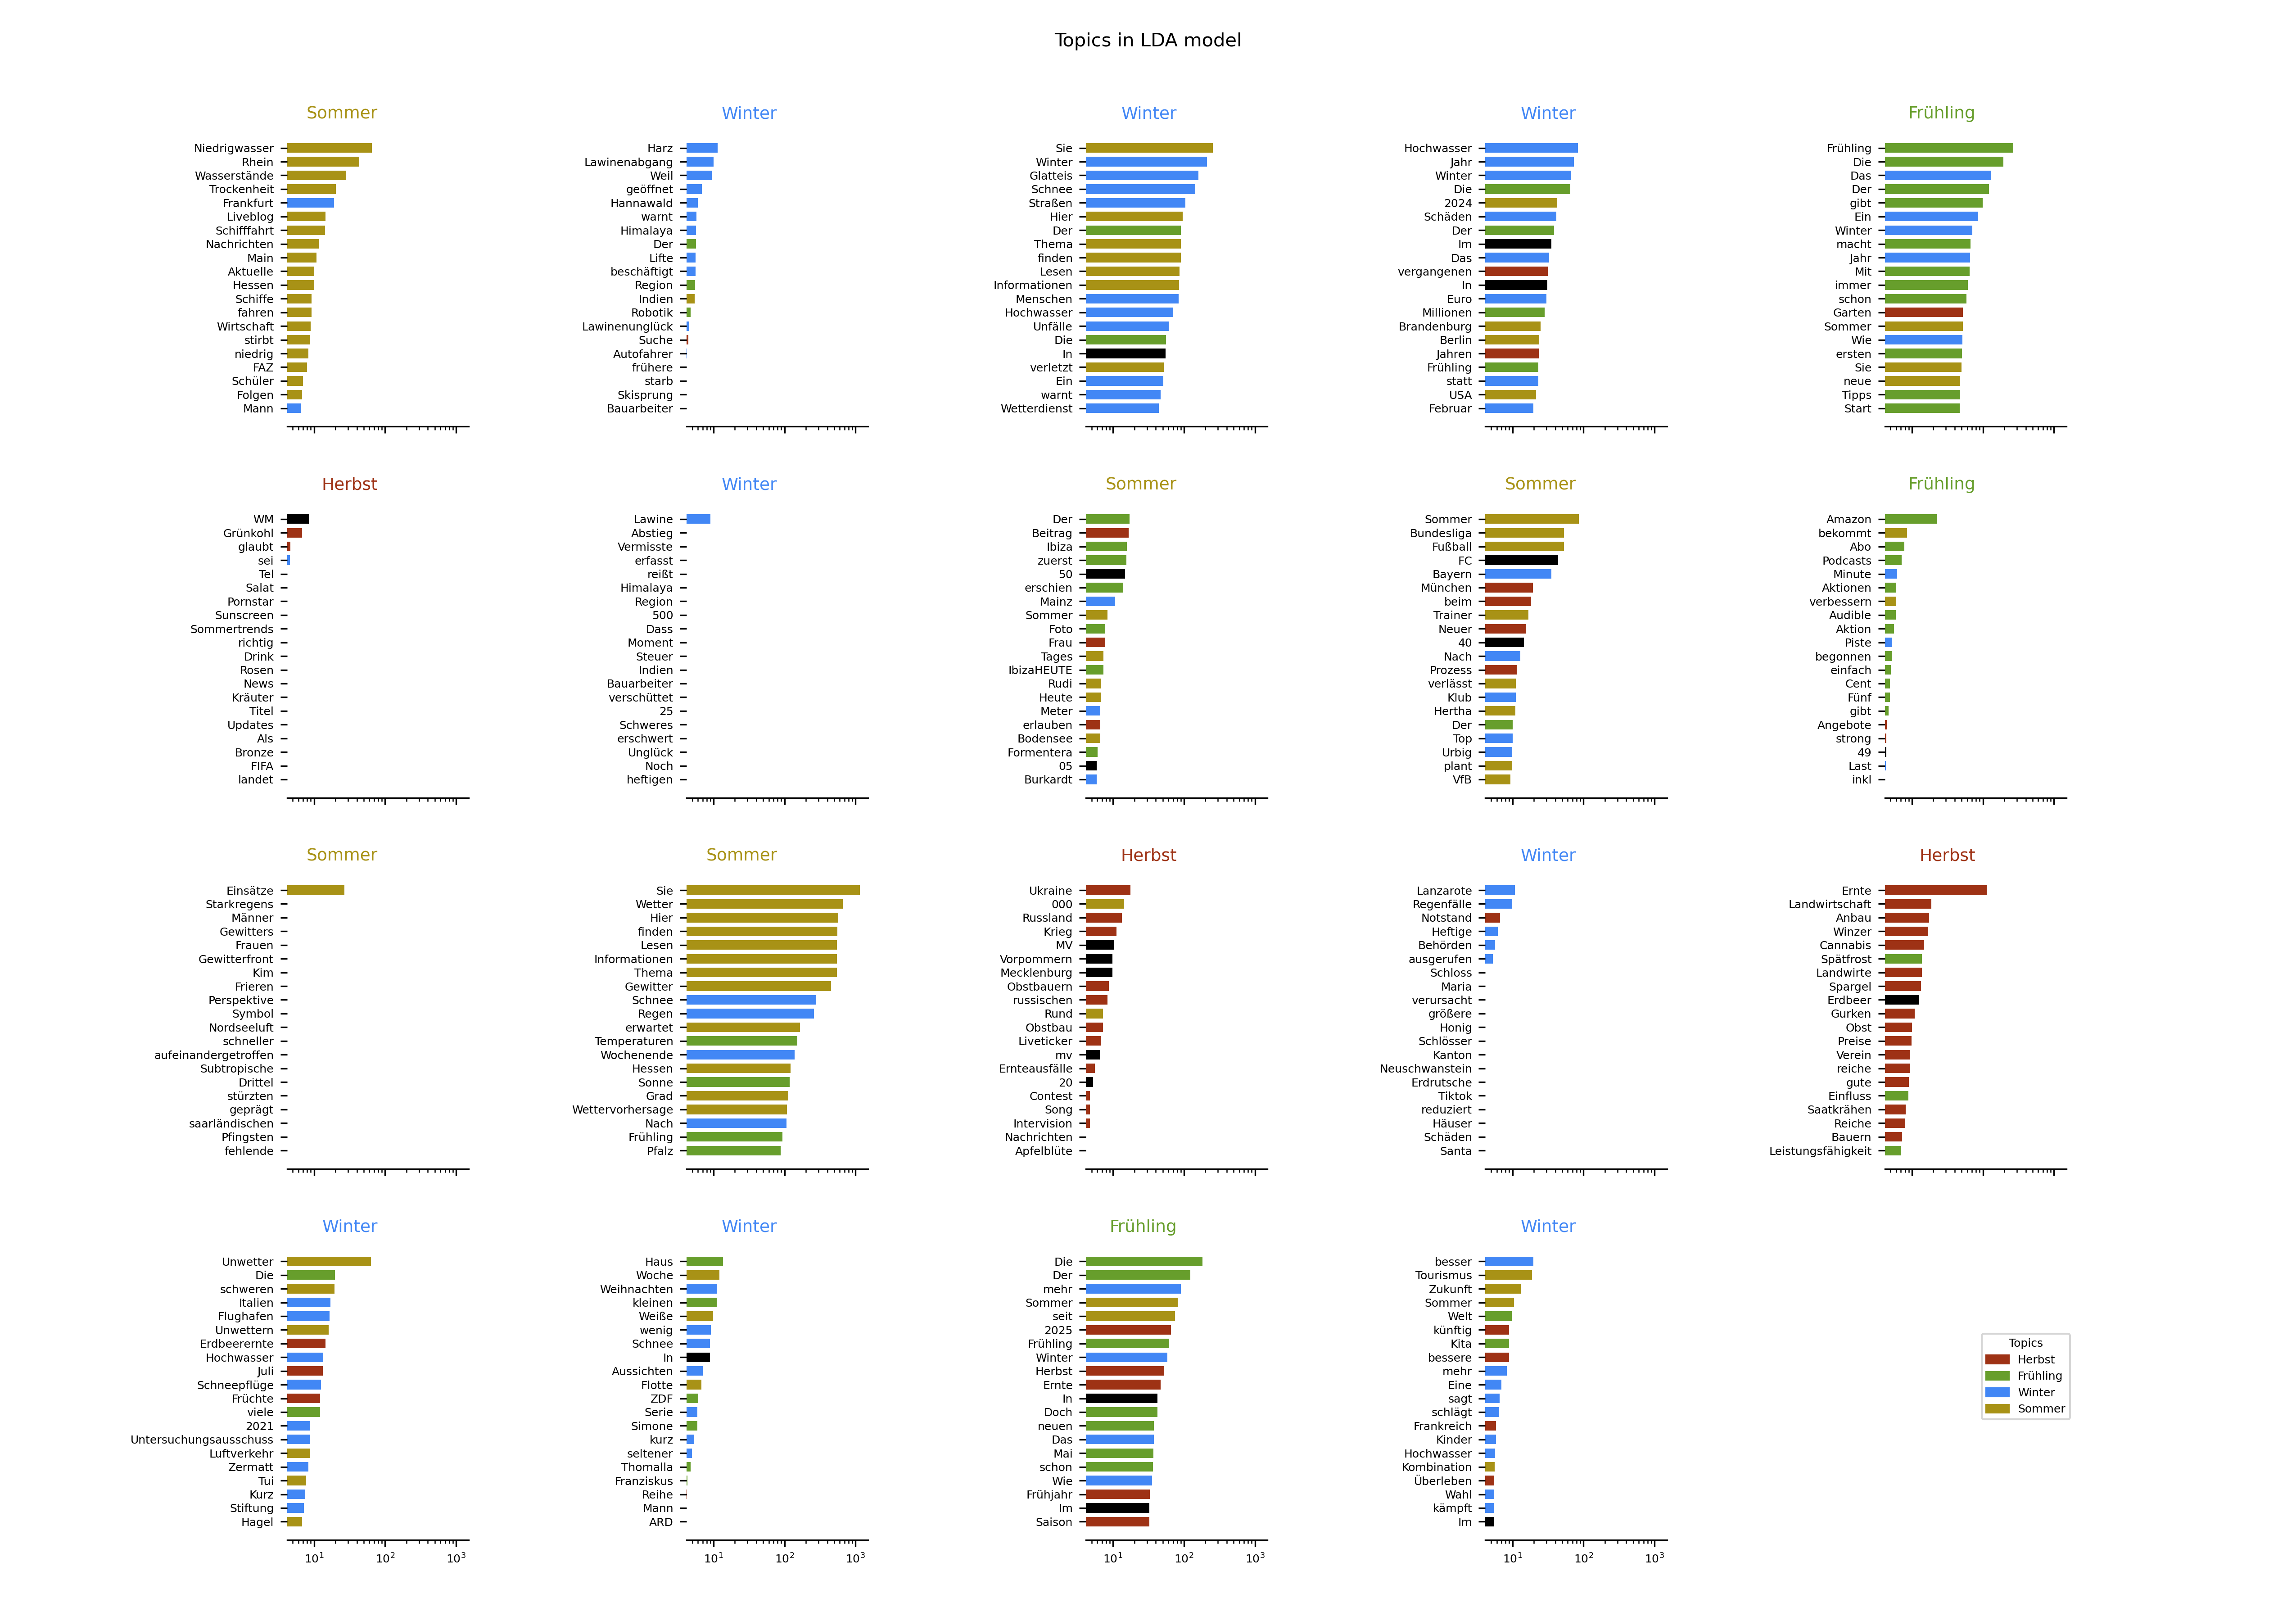 Topics in LDA model
Sommer
Niedrigwasser
Rhein
Wasserstände
Trockenheit
Frankfurt
Liveblog
Schifffahrt
Nachrichten
Main
Aktuelle
Hessen
Schiffe
fahren
Wirtschaft
stirbt
niedrig
FAZ
Schüler
Folgen
Mann
Winter
Harz
Lawinenabgang
Weil
geöffnet
Hannawald
warnt
Himalaya
Der
Lifte
beschäftigt
Region
Indien
Robotik
Lawinenunglück
Suche
Autofahrer
frühere
starb
Skisprung
Bauarbeiter
Winter
Sie
Winter
Glatteis
Schnee
Straßen
Hier
Der
Thema
finden
Lesen
Informationen
Menschen
Hochwasser
Unfälle
Die
In
verletzt
Ein
warnt
Wetterdienst
Winter
Hochwasser
Jahr
Winter
Die
2024
Schäden
Der
Im
Das
vergangenen
In
Euro
Millionen
Brandenburg
Berlin
Jahren
Frühling
statt
USA
Februar
Frühling
Frühling
Die
Das
Der
gibt
Ein
Winter
macht
Jahr
Mit
immer
schon
Garten
Sommer
Wie
ersten
Sie
neue
Tipps
Start
Herbst
WM
Grünkohl
glaubt
sei
Tel
Salat
Pornstar
Sunscreen
Sommertrends
richtig
Drink
Rosen
News
Kräuter
Titel
Updates
Als
Bronze
FIFA
landet
Winter
Lawine
Abstieg
Vermisste
erfasst
reißt
Himalaya
Region
500
Dass
Moment
Steuer
Indien
Bauarbeiter
verschüttet
25
Schweres
erschwert
Unglück
Noch
heftigen
Sommer
Der
Beitrag
Ibiza
zuerst
50
erschien
Mainz
Sommer
Foto
Frau
Tages
IbizaHEUTE
Rudi
Heute
Meter
erlauben
Bodensee
Formentera
05
Burkardt
Sommer
Sommer
Bundesliga
Fußball
FC
Bayern
München
beim
Trainer
Neuer
40
Nach
Prozess
verlässt
Klub
Hertha
Der
Top
Urbig
plant
VfB
Frühling
Amazon
bekommt
Abo
Podcasts
Minute
Aktionen
verbessern
Audible
Aktion
Piste
begonnen
einfach
Cent
Fünf
gibt
Angebote
strong
49
Last
inkl
Sommer
Einsätze
Starkregens
Männer
Gewitters
Frauen
Gewitterfront
Kim
Frieren
Perspektive
Symbol
Nordseeluft
schneller
aufeinandergetroffen
Subtropische
Drittel
stürzten
geprägt
saarländischen
Pfingsten
fehlende
Sommer
Sie
Wetter
Hier
finden
Lesen
Informationen
Thema
Gewitter
Schnee
Regen
erwartet
Temperaturen
Wochenende
Hessen
Sonne
Grad
Wettervorhersage
Nach
Frühling
Pfalz
Herbst
Ukraine
000
Russland
Krieg
MV
Vorpommern
Mecklenburg
Obstbauern
russischen
Rund
Obstbau
Liveticker
mv
Ernteausfälle
20
Contest
Song
Intervision
Nachrichten
Apfelblüte
Winter
Lanzarote
Regenfälle
Notstand
Heftige
Behörden
ausgerufen
Schloss
Maria
verursacht
größere
Honig
Schlösser
Kanton
Neuschwanstein
Erdrutsche
Tiktok
reduziert
Häuser
Schäden
Santa
Herbst
Ernte
Landwirtschaft
Anbau
Winzer
Cannabis
Spätfrost
Landwirte
Spargel
Erdbeer
Gurken
Obst
Preise
Verein
reiche
gute
Einfluss
Saatkrähen
Reiche
Bauern
Leistungsfähigkeit
Winter
Unwetter
Die
schweren
Italien
Flughafen
Unwettern
Erdbeerernte
Hochwasser
Juli
Schneepflüge
Früchte
viele
2021
Untersuchungsausschuss
Luftverkehr
Zermatt
Tui
Kurz
Stiftung
Hagel
10¹ 10² 10³
Winter
Haus
Woche
Weihnachten
kleinen
Weiße
wenig
Schnee
In
Aussichten
Flotte
ZDF
Serie
Simone
kurz
seltener
Thomalla
Franziskus
Reihe
Mann
ARD
10¹ 10² 10³
Frühling
Die
Der
mehr
Sommer
seit
2025
Frühling
Winter
Herbst
Ernte
In
Doch
neuen
Das
Mai
schon
Wie
Frühjahr
Im
Saison
10¹ 10² 10³
Winter
besser
Tourismus
Zukunft
Sommer
Welt
künftig
Kita
bessere
mehr
Eine
sagt
schlägt
Frankreich
Kinder
Hochwasser
Kombination
Überleben
Wahl
kämpft
Im
10¹ 10² 10³
Topics
Herbst
Frühling
Winter
Sommer